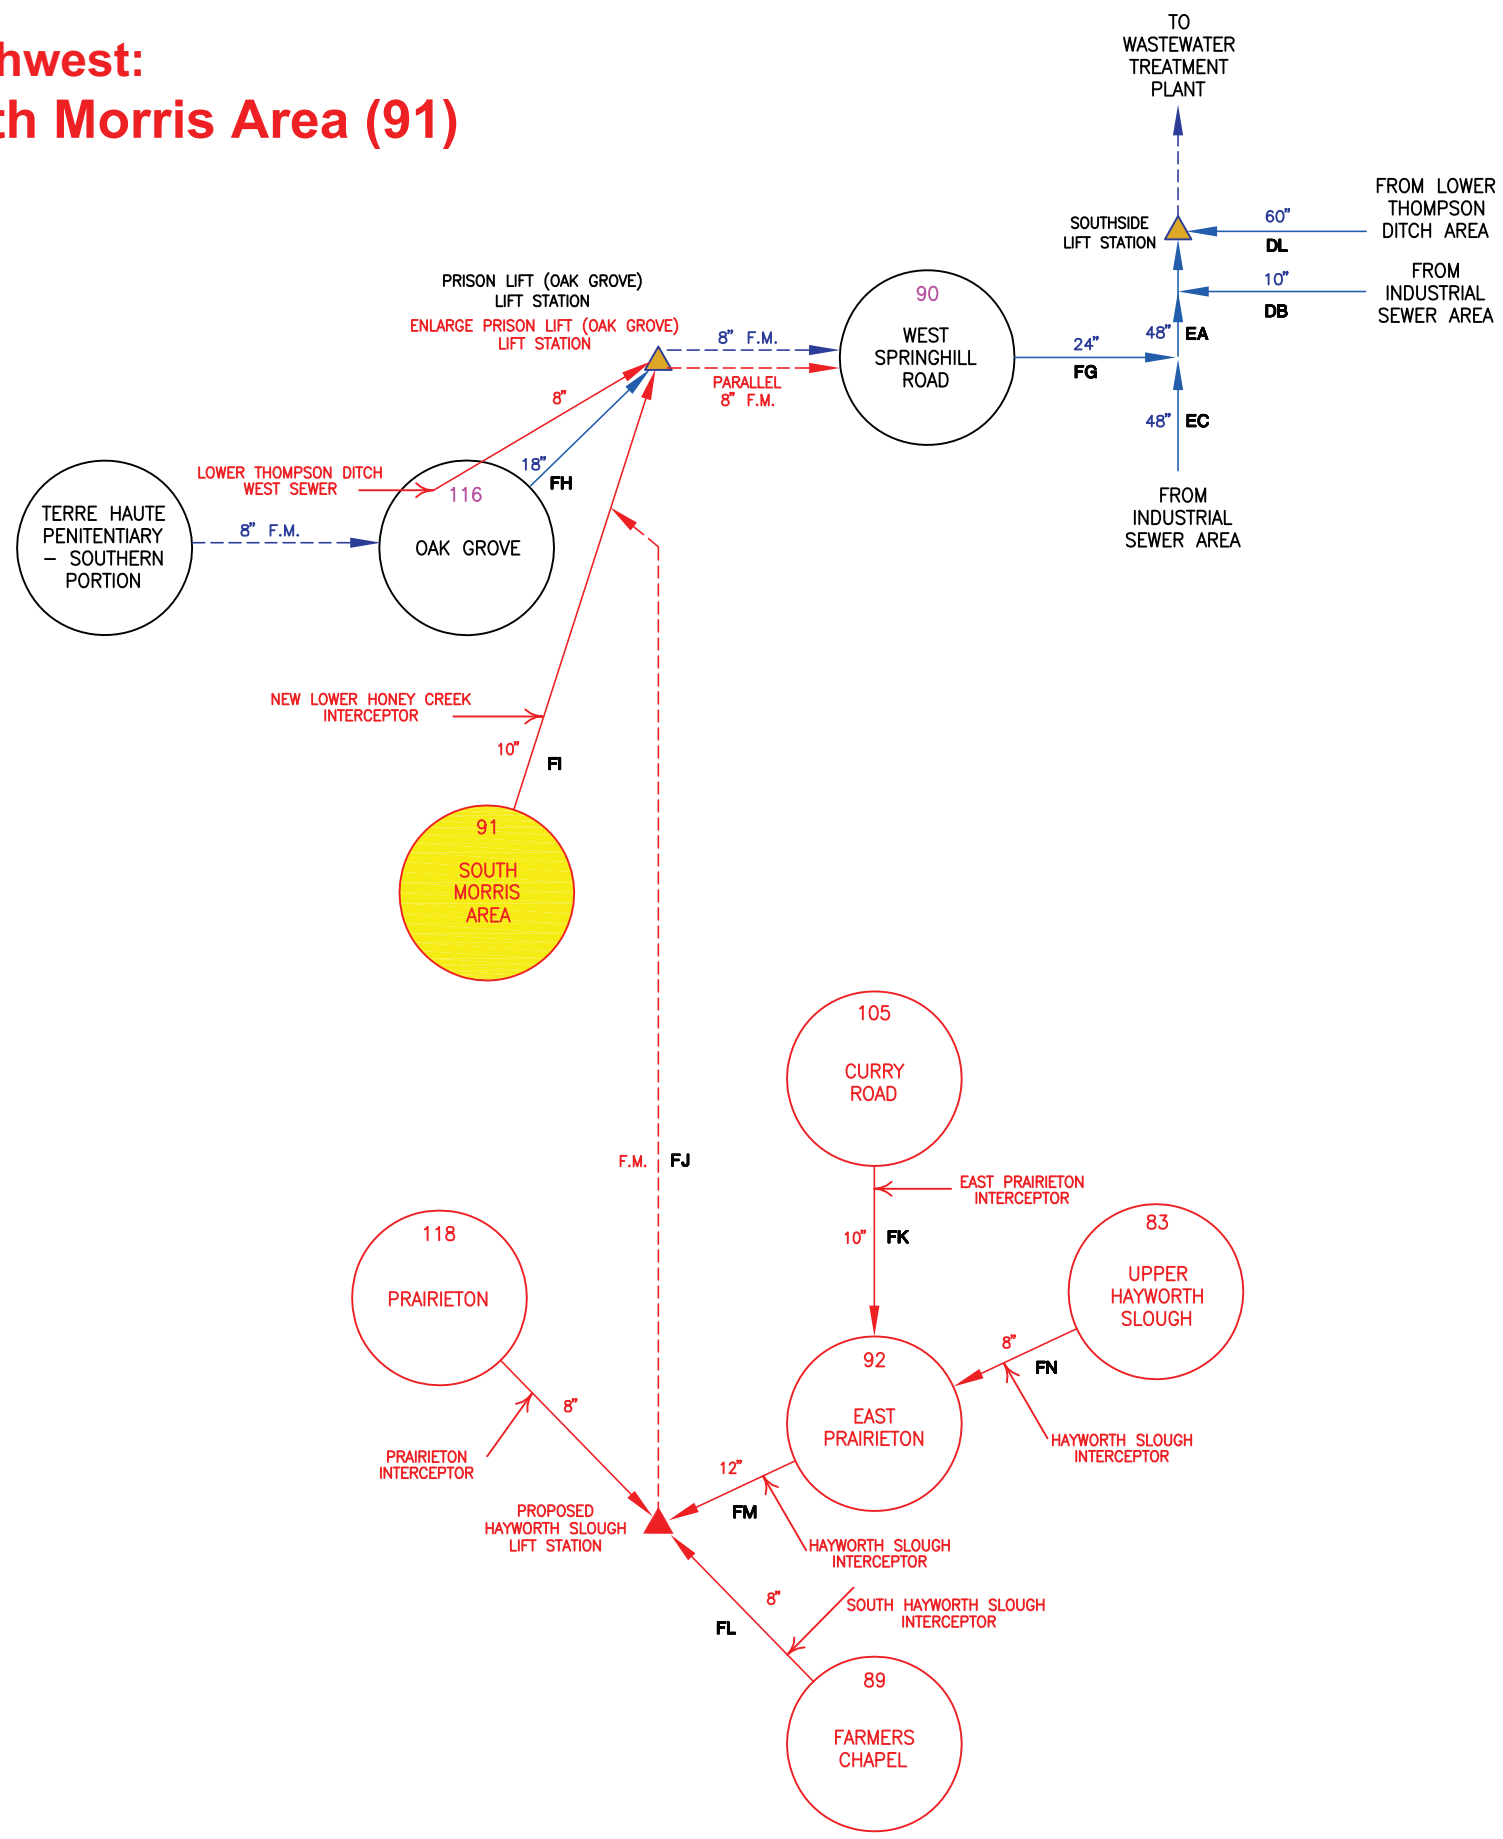 hwest:
th Morris Area (91)
TO
WASTEWATER
TREATMENT
PLANT
SOUTHSIDE
LIFT STATION
60"
DL
FROM LOWER
THOMPSON
DITCH AREA
10"
DB
FROM
INDUSTRIAL
SEWER AREA
48" EA
24"
FG
48" EC
FROM
INDUSTRIAL
SEWER AREA
PRISON LIFT (OAK GROVE)
LIFT STATION
ENLARGE PRISON LIFT (OAK GROVE)
LIFT STATION
8" F.M.
PARALLEL
8" F.M.
90
WEST
SPRINGHILL
ROAD
8"
18"
FH
LOWER THOMPSON DITCH
WEST SEWER
116
OAK GROVE
TERRE HAUTE
PENITENTIARY
- SOUTHERN
PORTION
8" F.M.
NEW LOWER HONEY CREEK
INTERCEPTOR
10"
FI
91
SOUTH
MORRIS
AREA
105
CURRY
ROAD
F.M. FJ
EAST PRAIRIETON
INTERCEPTOR
10" FK
118
PRAIRIETON
83
UPPER
HAYWORTH
SLOUGH
8"
FN
HAYWORTH SLOUGH
INTERCEPTOR
92
EAST
PRAIRIETON
8"
PRAIRIETON
INTERCEPTOR
12"
FM
PROPOSED
HAYWORTH SLOUGH
LIFT STATION
HAYWORTH SLOUGH
INTERCEPTOR
8"
FL
SOUTH HAYWORTH SLOUGH
INTERCEPTOR
89
FARMERS
CHAPEL